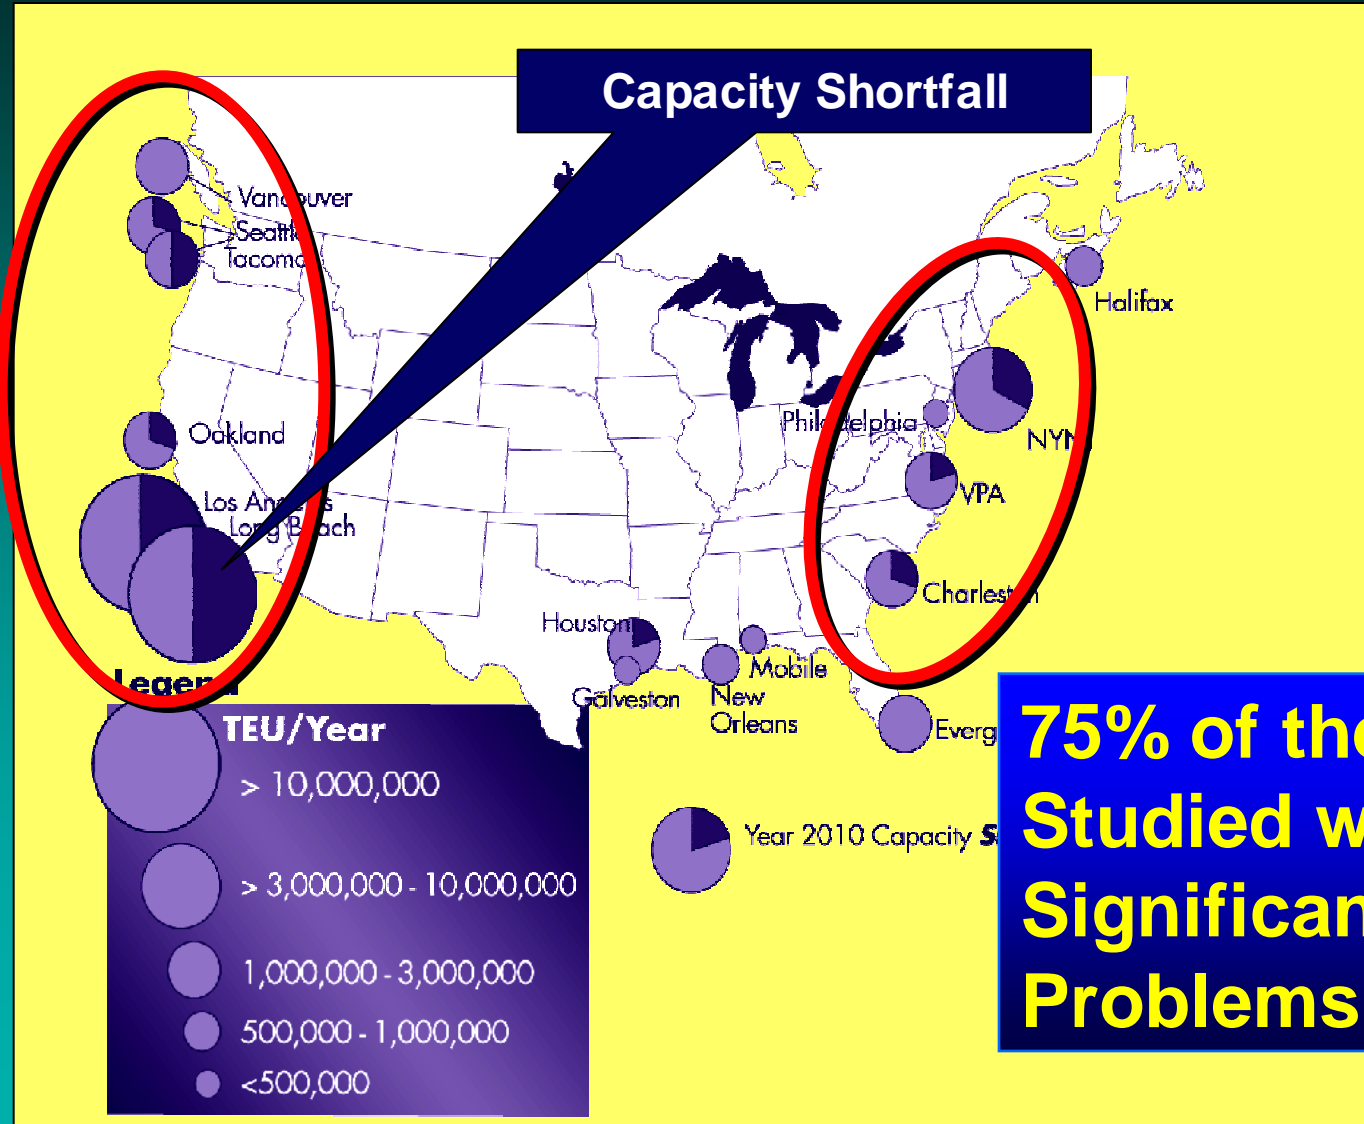 Capacity Shortfall
Vancouver
Seattle
Tacoma
Halifax
Philadelphia
NYNJ
Oakland
VPA
Los Angeles
Long Beach
Charleston
Houston
Mobile
Galveston
New
Orleans
Everg
Legend
TEU/Year
> 10,000,000
> 3,000,000 - 10,000,000
1,000,000 - 3,000,000
500,000 - 1,000,000
<500,000
Year 2010 Capacity S
75% of the
Studied w
Significan
Problems